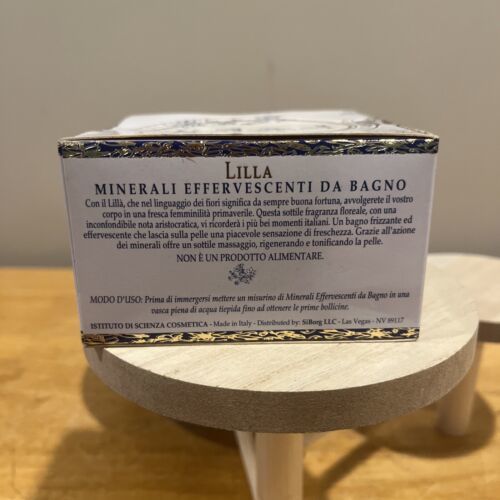 LILLA
MINERALI EFFERVESCENTI DA BAGNO
Con il Lillà, che nel linguaggio dei fiori significa da sempre buona fortuna, avvolgerete il vostro
corpo in una fresca femminilità primaverile. Questa sottile fragranza floreale, con una
inconfondibile nota aristocratica, vi ricorderà i più bei momenti italiani. Un bagno frizzante ed
effervescente che lascia sulla pelle una piacevole sensazione di freschezza. Grazie all'azione
dei minerali offre un sottile massaggio, rigenerando e tonificando la pelle.
NON È UN PRODOTTO ALIMENTARE.
MODO D'USO: Prima di immergersi mettere un misurino di Minerali Effervescenti da Bagno in una
vasca piena di acqua tiepida fino ad ottenere le prime bollicine.
ISTITUTO DI SCIENZA COSMETICA - Made in Italy - Distributed by: SiBorg LLC - Las Vegas - NV 89117